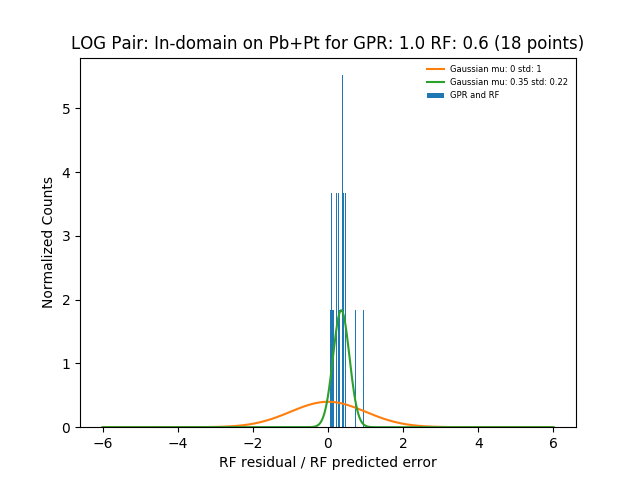 LOG Pair: In-domain on Pb+Pt for GPR: 1.0 RF: 0.6 (18 points)
Gaussian mu: 0 std: 1
Gaussian mu: 0.35 std: 0.22
GPR and RF
Normalized Counts
5
4
3
2
1
0
−6
−4
−2
0
2
4
6
RF residual / RF predicted error